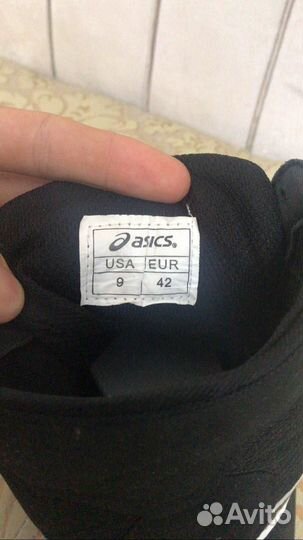 asics.
USA EUR
9 42
Avito